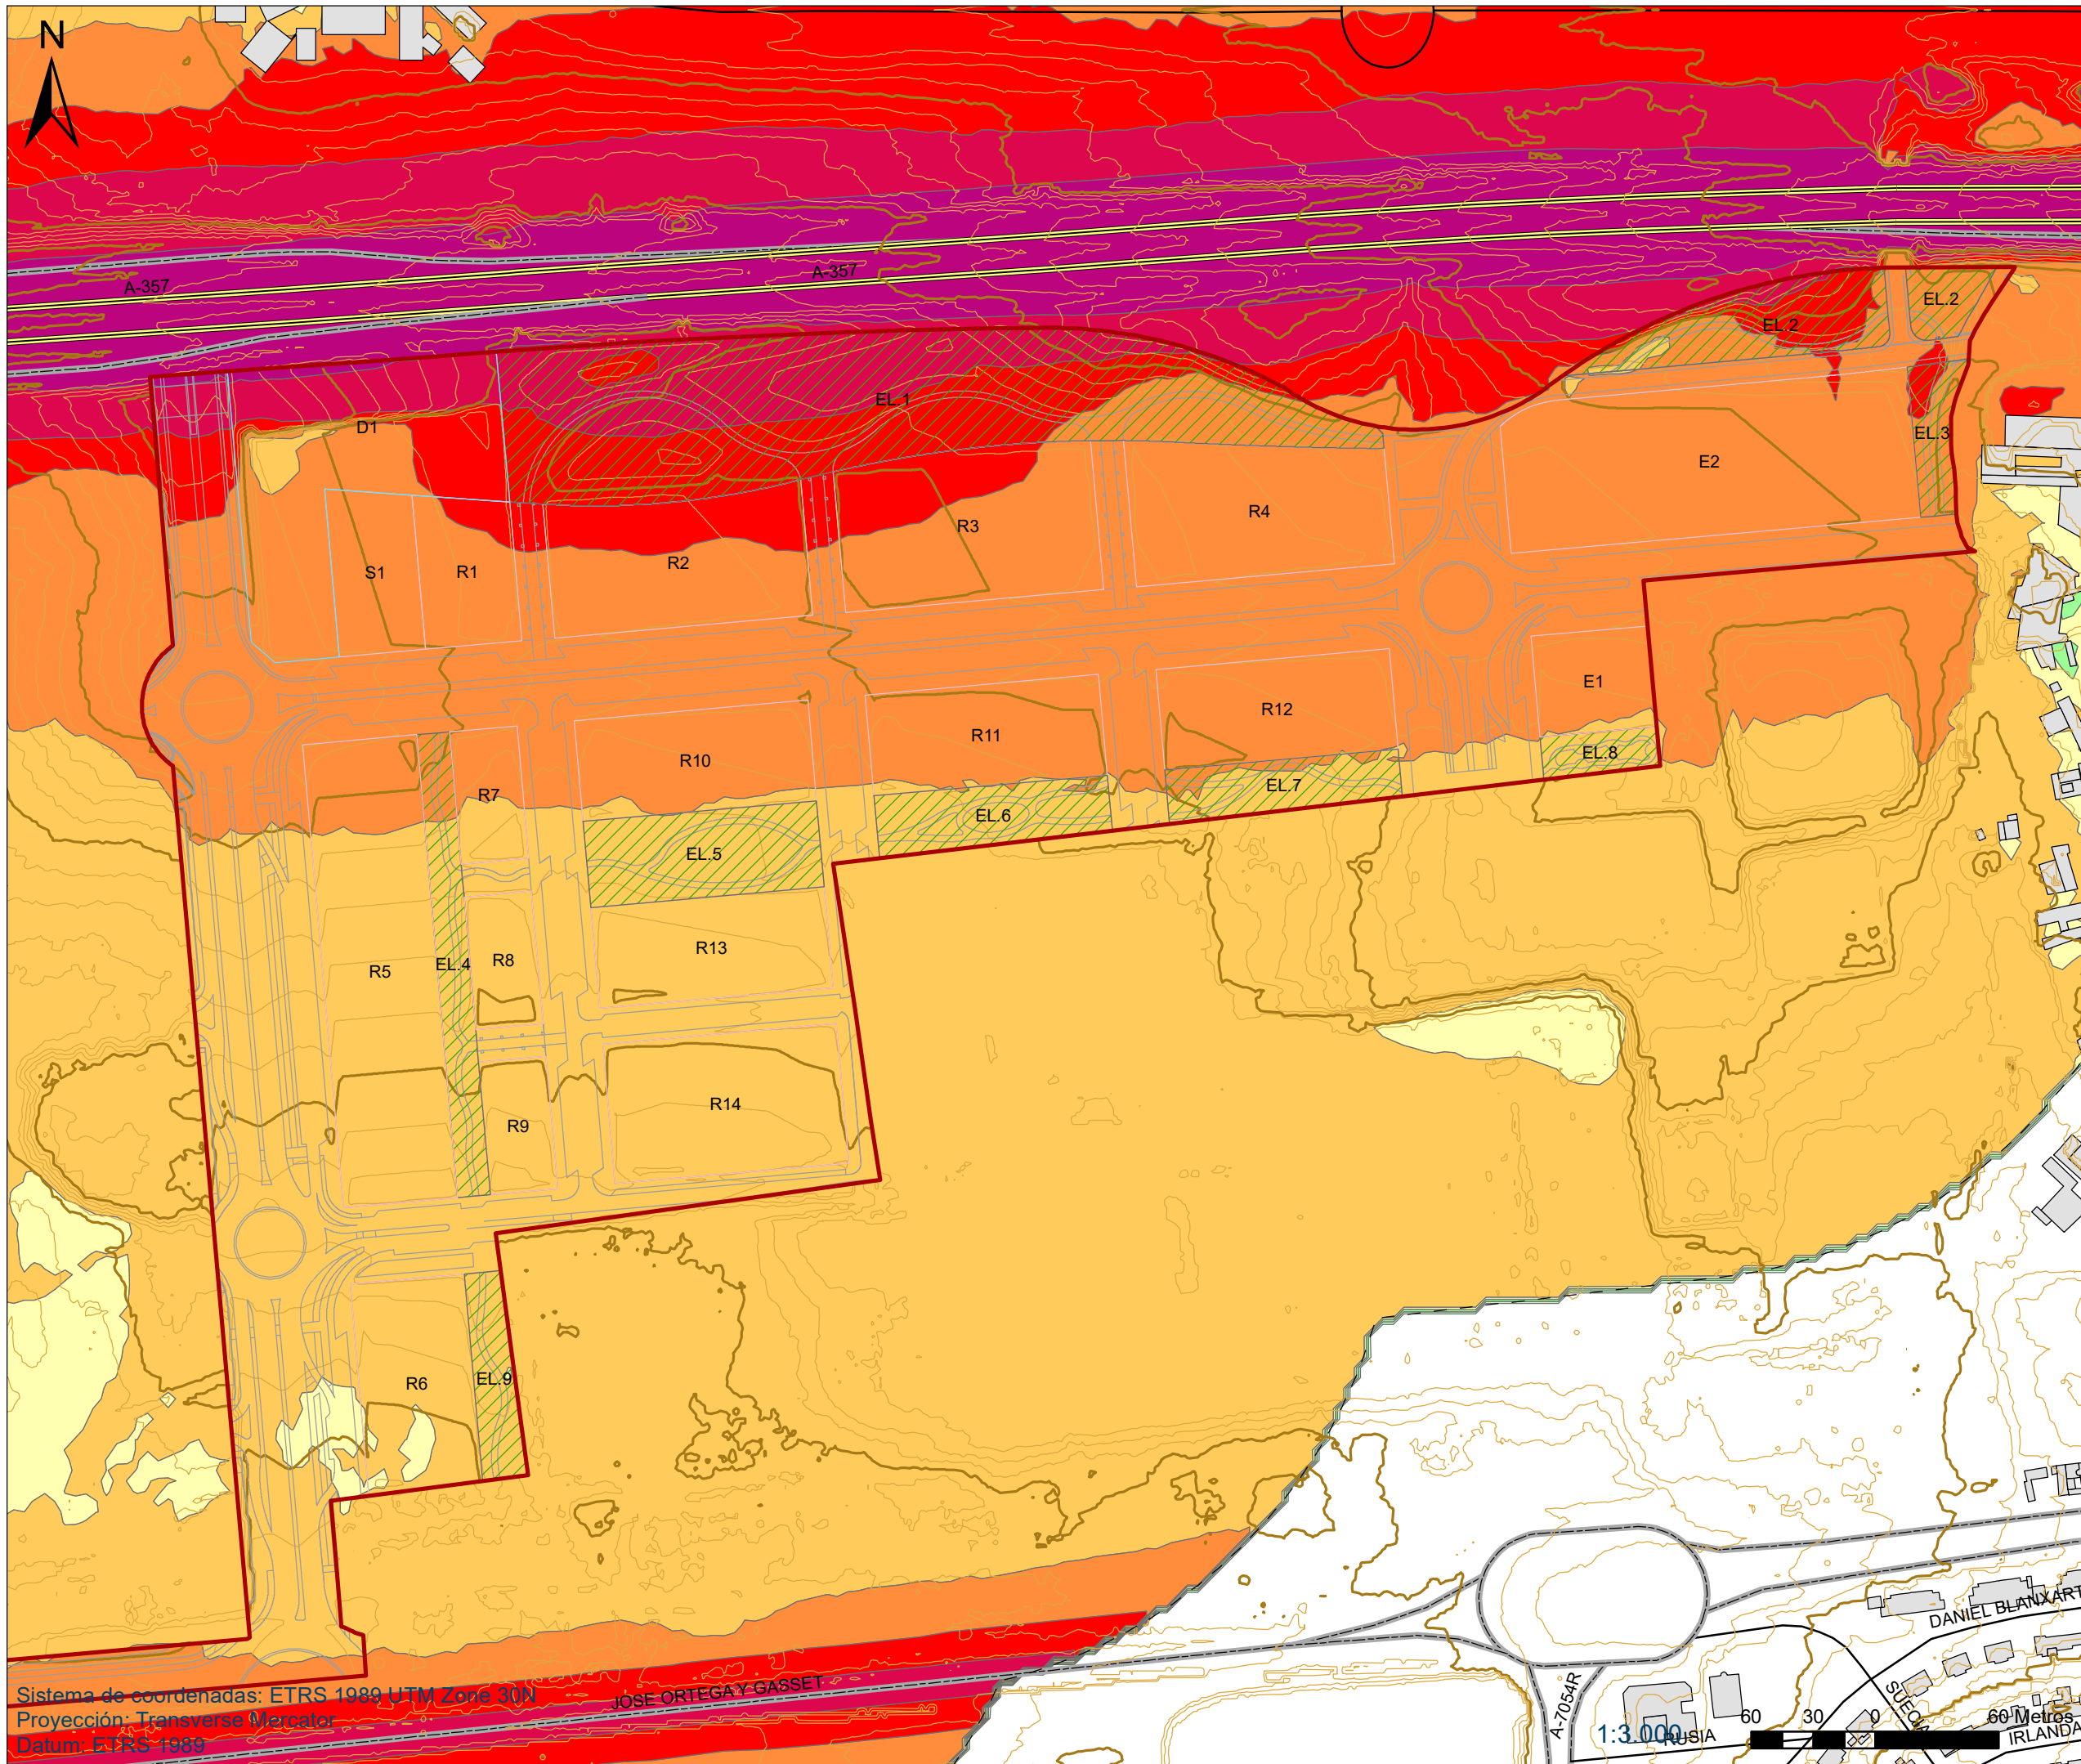 N
A-357
A-357
EL.2
EL.2
EL.1
D1
EL.3
E2
R4
R3
R2
S1
R1
E1
R12
R11
R10
EL.8
EL.7
R7
EL.6
EL.5
R13
R8
EL.4
R5
R14
R9
EL.9
R6
DANIEL BLANXART
JOSE ORTEGA Y GASSET
A-7054R
SUECIA
RUSIA
IRLANDA
Sistema de coordenadas: ETRS 1989 UTM Zone 30N
Proyección: Transverse Mercator
Datum: ETRS 1989
1:3.000
60 30 0 60 Metros